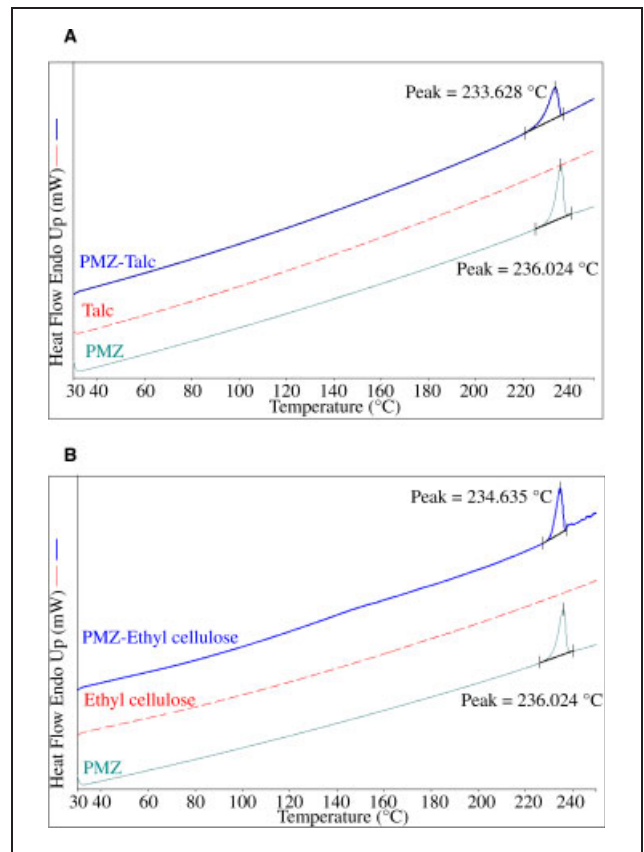 A
Peak = 233.628 °C
Heat Flow Endo Up (mW)
PMZ-Talc
Peak = 236.024 °C
Talc
PMZ
30 40 60 80 100 120 140 160 180 200 220 240
Temperature (°C)
B
Peak = 234.635 °C
Heat Flow Endo Up (mW)
PMZ-Ethyl cellulose
Ethyl cellulose
Peak = 236.024 °C
PMZ
30 40 60 80 100 120 140 160 180 200 220 240
Temperature (°C)